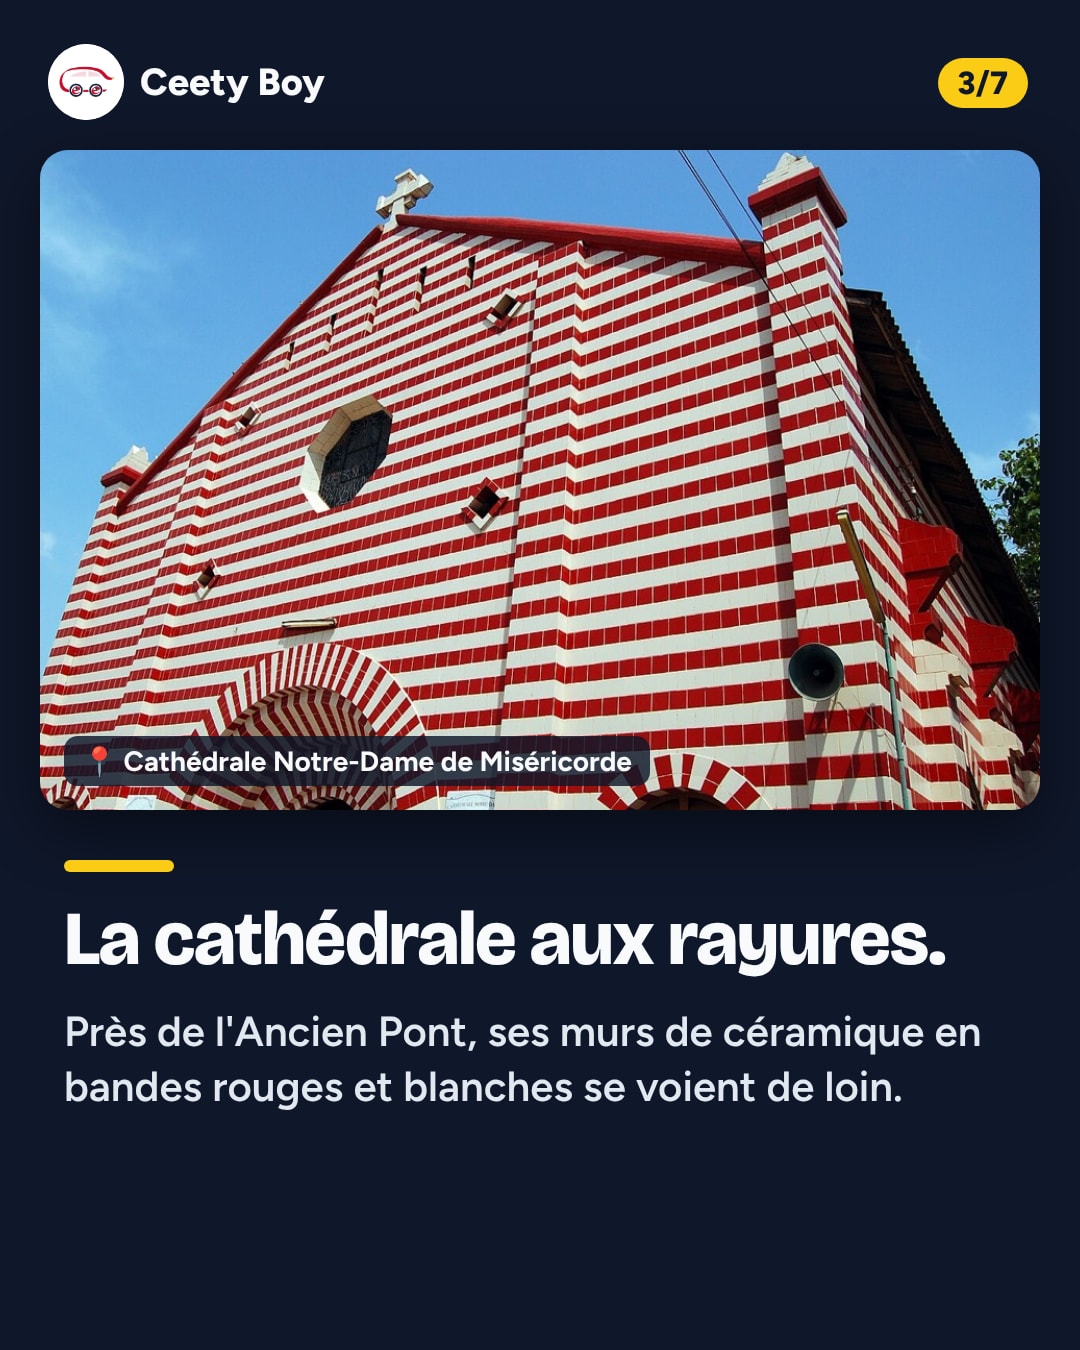 Ceety Boy
3/7
📍 Cathédrale Notre-Dame de Miséricorde
La cathédrale aux rayures.
Près de l'Ancien Pont, ses murs de céramique en
bandes rouges et blanches se voient de loin.